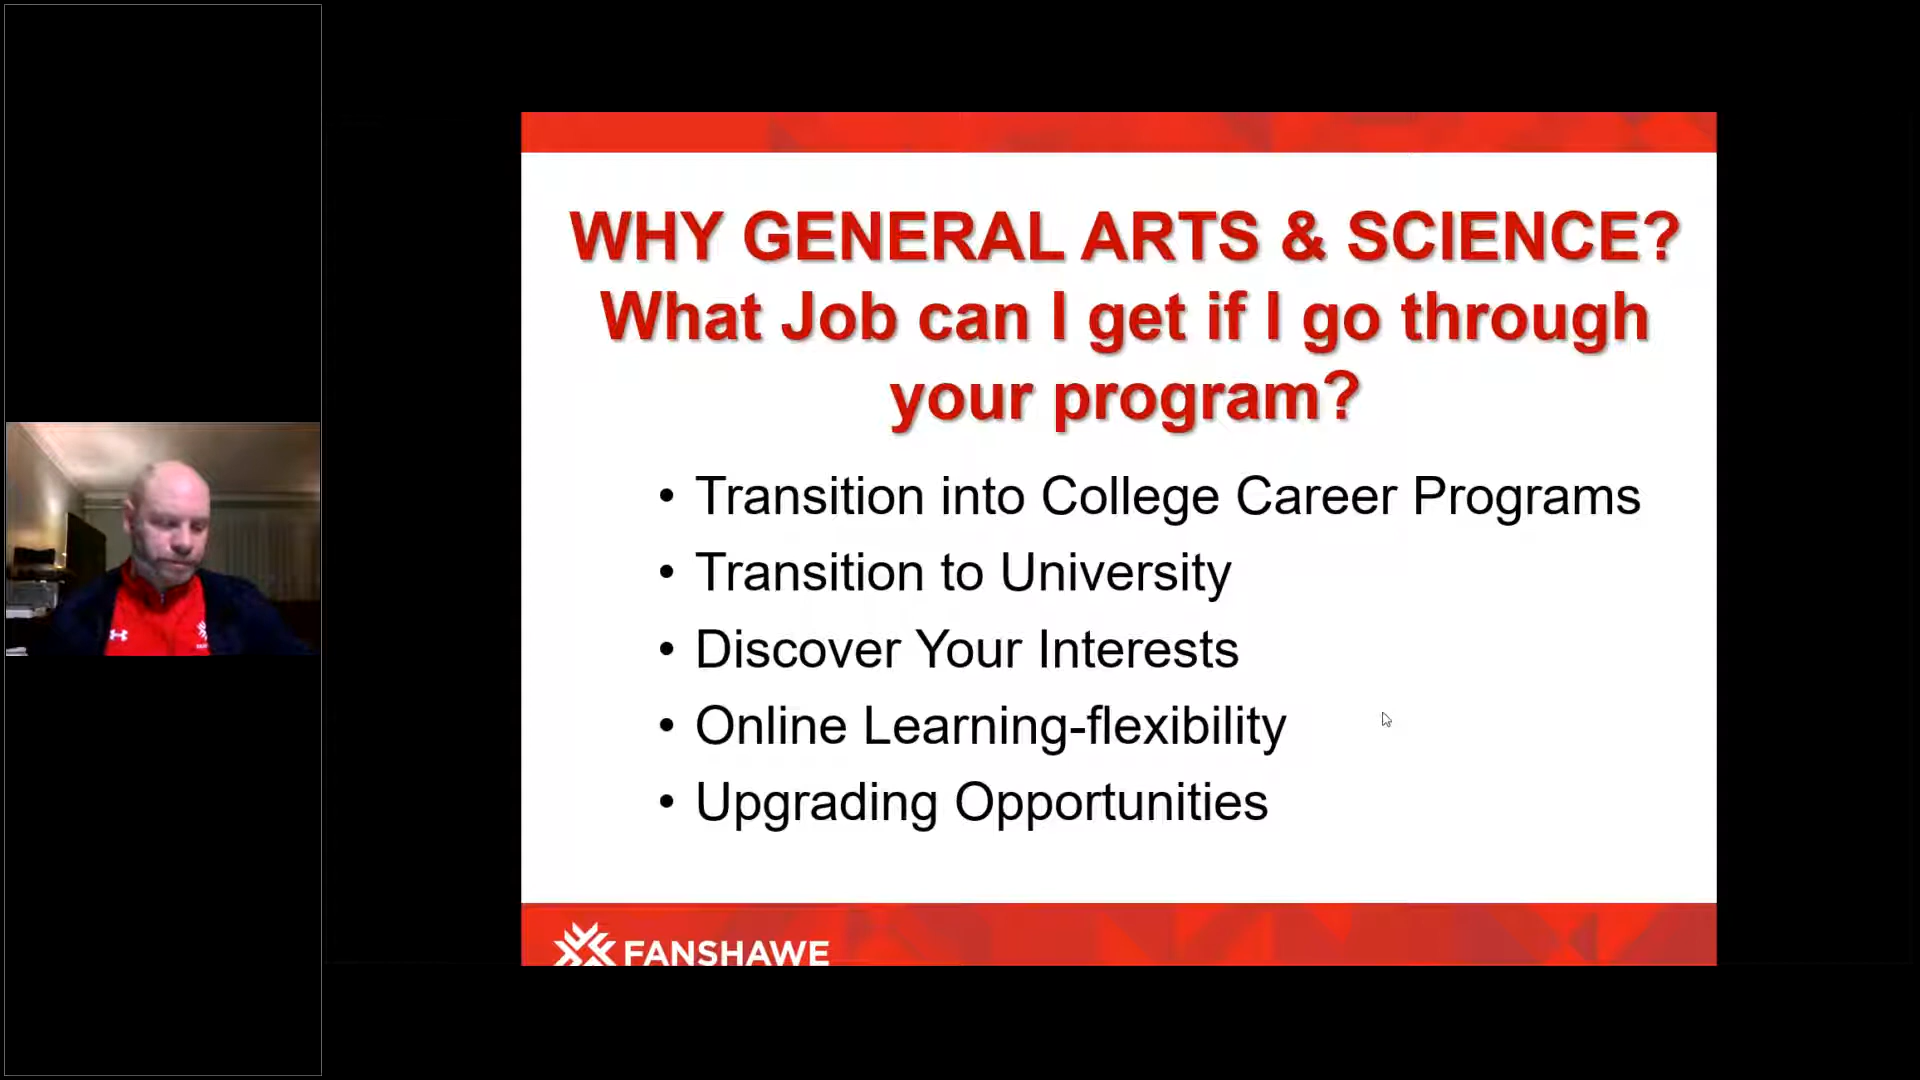 WHY GENERAL ARTS & SCIENCE?
What Job can I get if I go through
your program?
• Transition into College Career Programs
• Transition to University
• Discover Your Interests
• Online Learning-flexibility
• Upgrading Opportunities
FANSHAWE